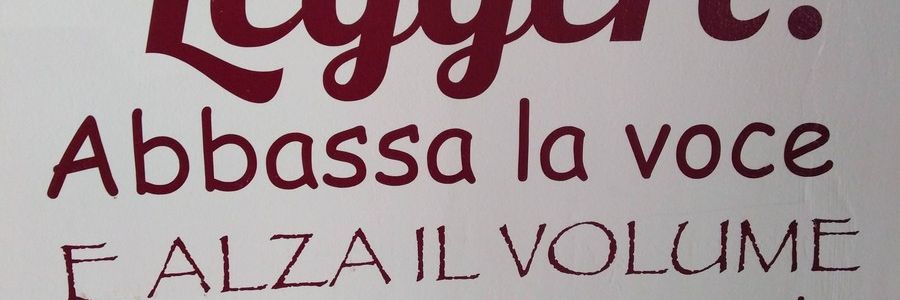 Leggere!
Abbassa la voce
E ALZA IL VOLUME